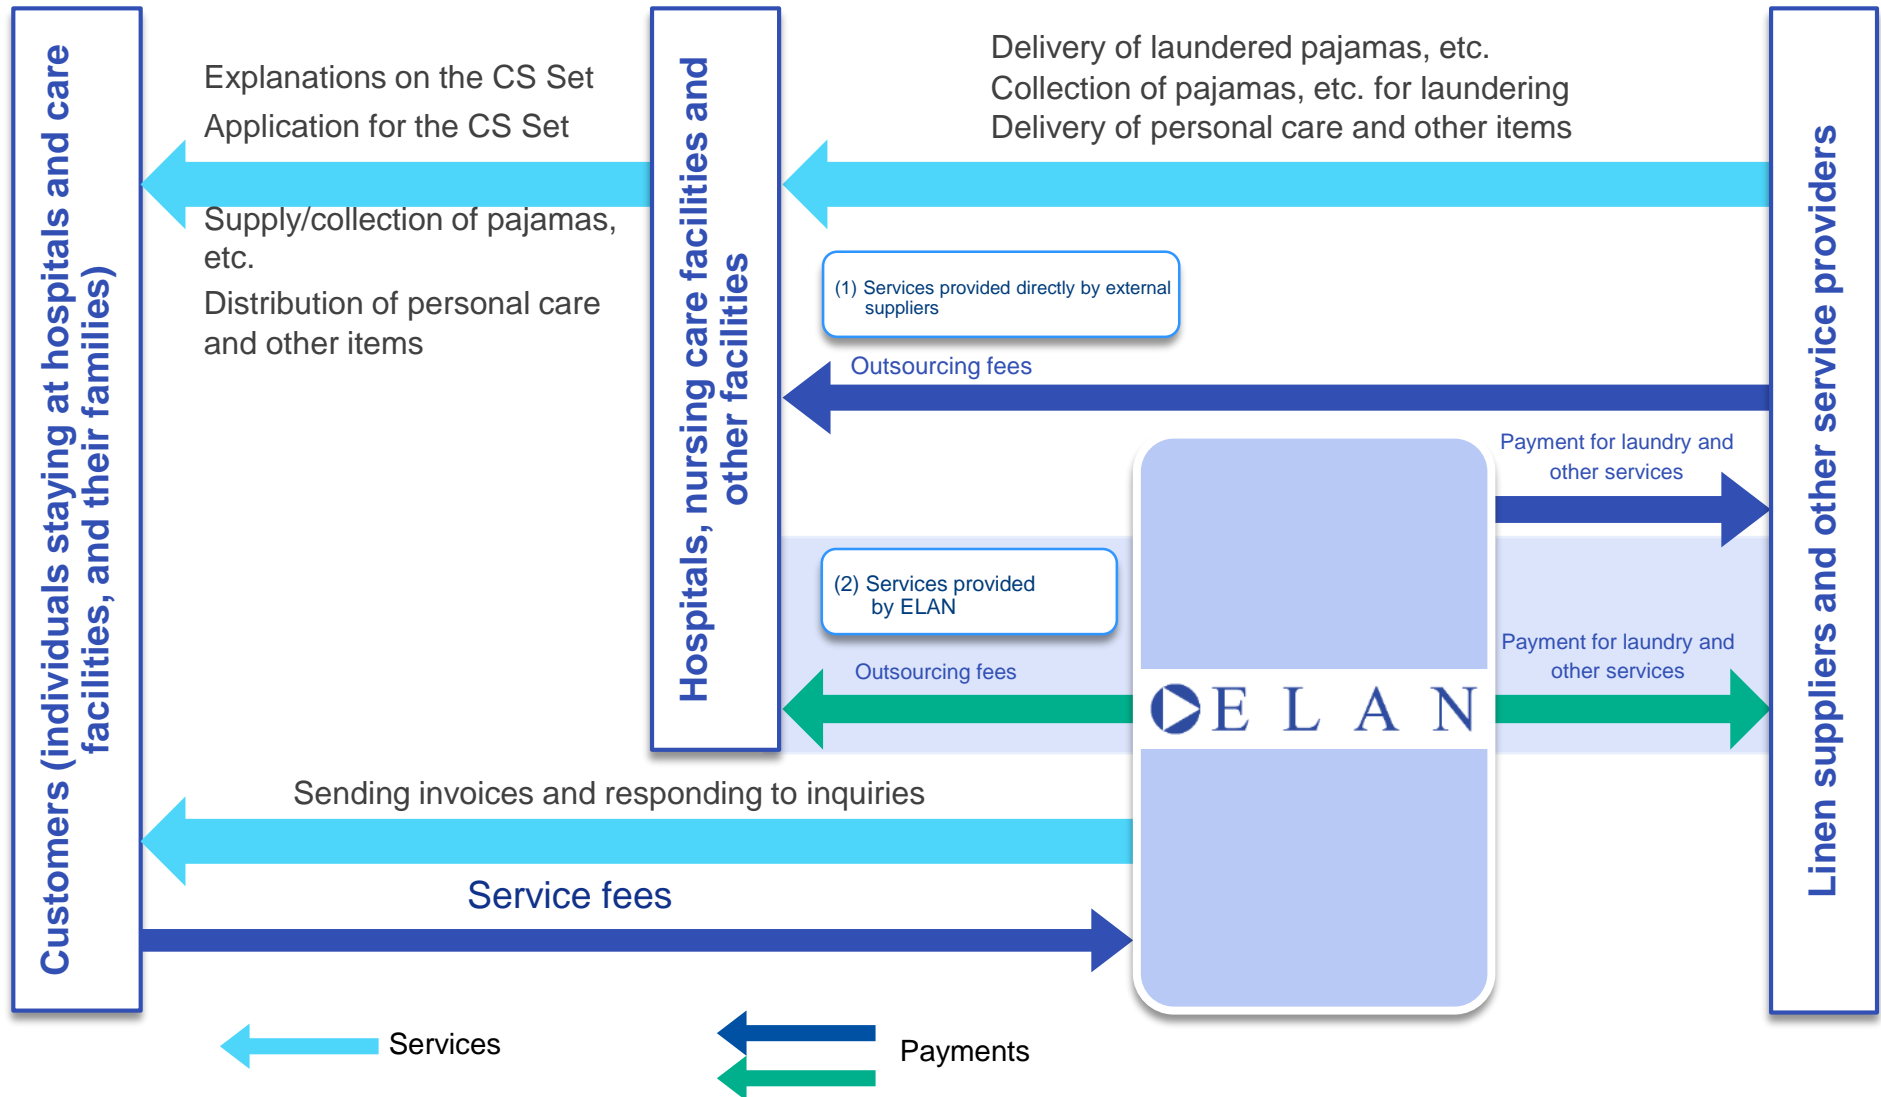 Customers (individuals staying at hospitals and care
facilities, and their families)
Explanations on the CS Set
Application for the CS Set
Supply/collection of pajamas,
etc.
Distribution of personal care
and other items
Hospitals, nursing care facilities and
other facilities
Delivery of laundered pajamas, etc.
Collection of pajamas, etc. for laundering
Delivery of personal care and other items
(1) Services provided directly by external
suppliers
Outsourcing fees
Payment for laundry and
other services
(2) Services provided
by ELAN
Outsourcing fees
Payment for laundry and
other services
ELAN
Linen suppliers and other service providers
Sending invoices and responding to inquiries
Service fees
Services
Payments